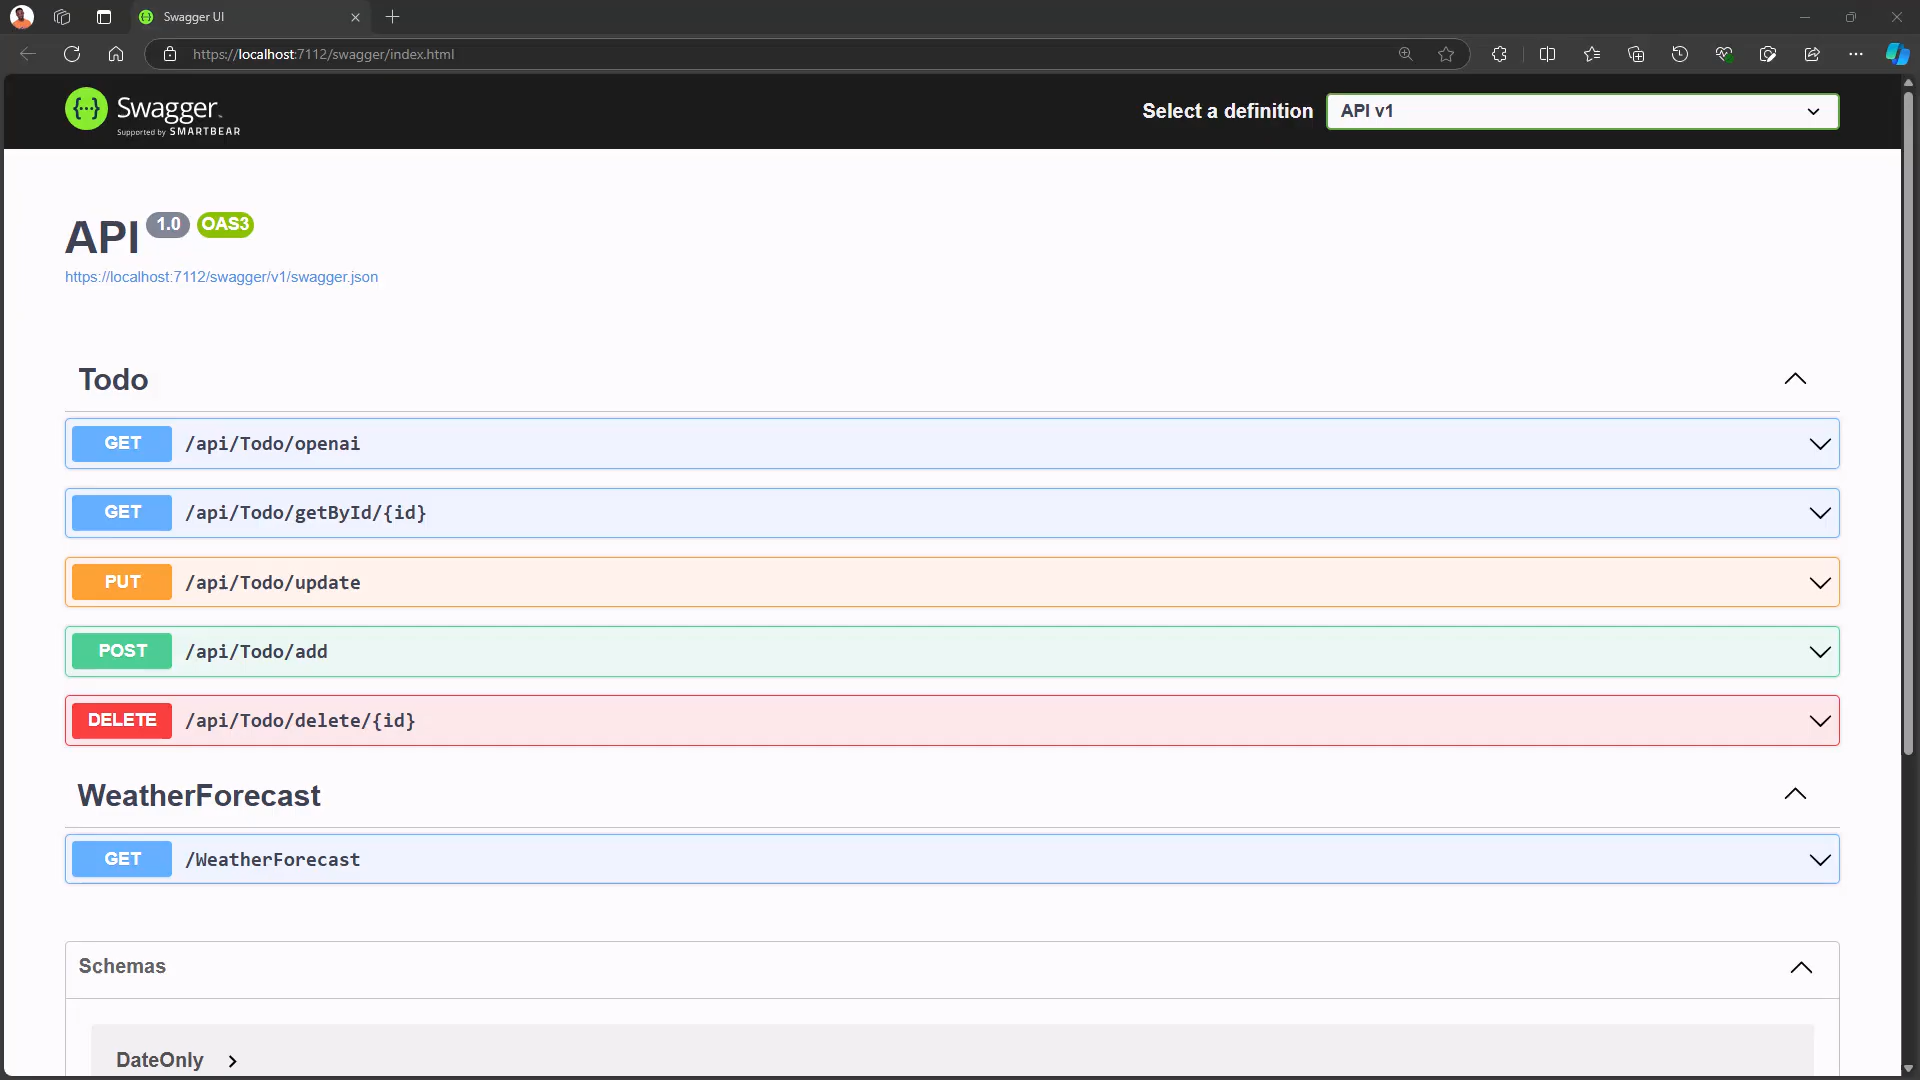 Swagger UI
https://localhost:7112/swagger/index.html
Swagger.
Supported by SMARTBEAR
Select a definition
API v1
API 1.0 OAS3
https://localhost:7112/swagger/v1/swagger.json
Todo
GET /api/Todo/openai
GET /api/Todo/getById/{id}
PUT /api/Todo/update
POST /api/Todo/add
DELETE /api/Todo/delete/{id}
WeatherForecast
GET /WeatherForecast
Schemas
DateOnly